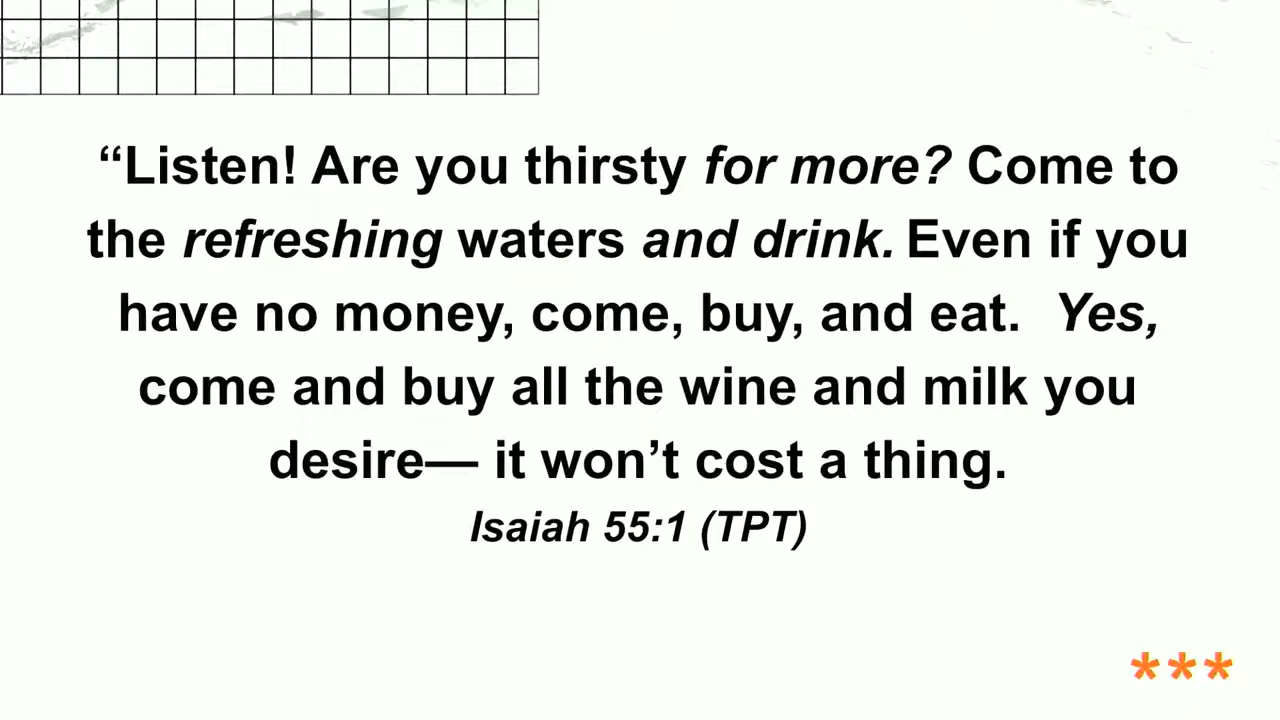 “Listen! Are you thirsty for more? Come to
the refreshing waters and drink. Even if you
have no money, come, buy, and eat.  Yes,
come and buy all the wine and milk you
desire— it won’t cost a thing.
Isaiah 55:1 (TPT)
***